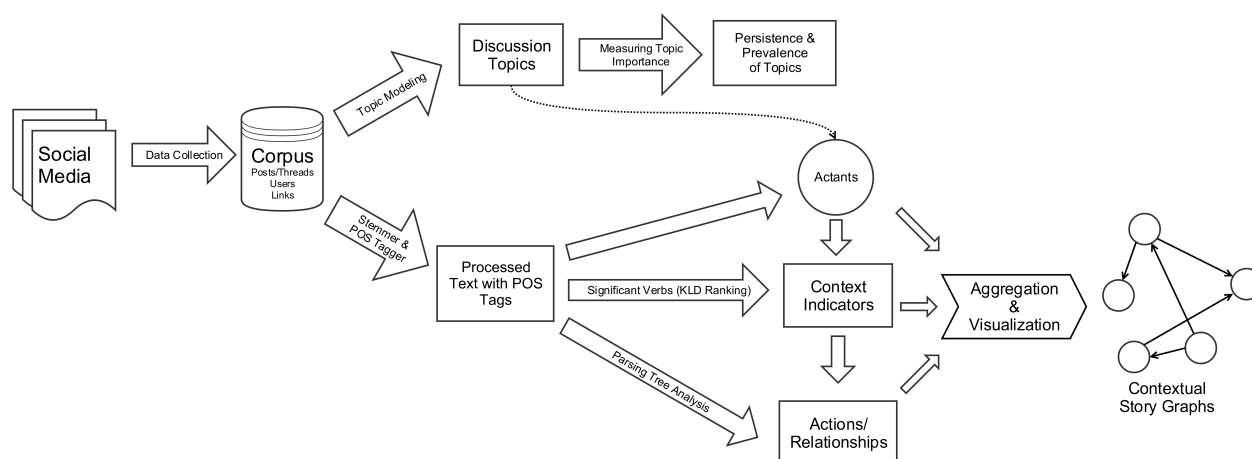 Social
Media
Data Collection
Corpus
Posts/Threads
Users
Links
Topic Modeling
Discussion
Topics
Measuring Topic
Importance
Persistence &
Prevalence
of Topics
Stemmer &
POS Tagger
Processed
Text with POS
Tags
Actants
Significant Verbs (KLD Ranking)
Context
Indicators
Parsing Tree Analysis
Actions/
Relationships
Aggregation
&
Visualization
Contextual
Story Graphs